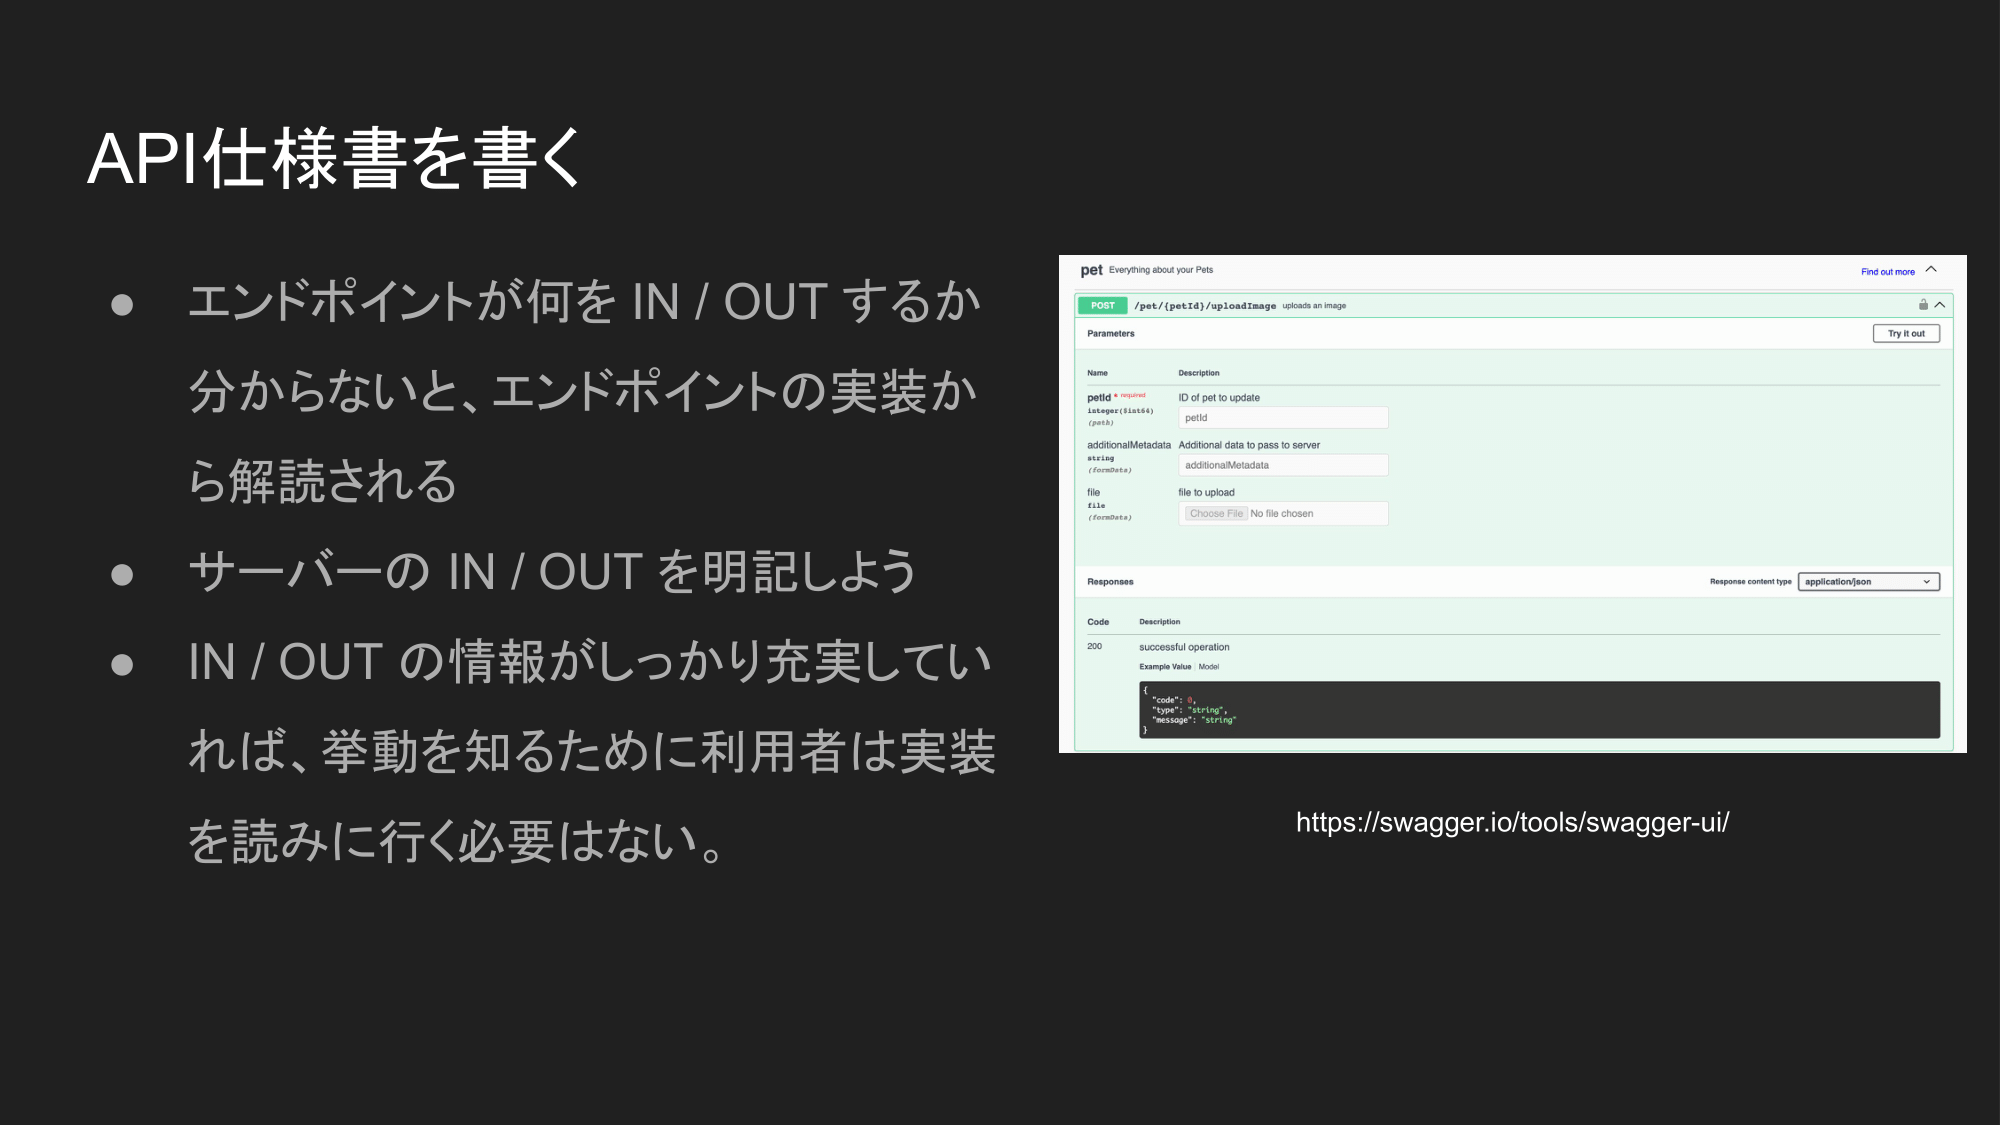 API仕様書を書く
● エンドポイントが何を IN / OUT するか
分からないと、エンドポイントの実装か
ら解読される
● サーバーの IN / OUT を明記しよう
● IN / OUT の情報がしっかり充実してい
れば、挙動を知るために利用者は実装
を読みに行く必要はない。
pet Everything about your Pets
Find out more
POST /pet/{petId}/uploadImage uploads an image
Parameters
Try it out
Name Description
petId * required ID of pet to update
integer($int64)
(path)
petId
additionalMetadata Additional data to pass to server
string
(formData)
additionalMetadata
file file to upload
file
(formData)
Choose File No file chosen
Responses
Response content type application/json
Code Description
200 successful operation
Example Value | Model
{
"code": 0,
"type": "string",
"message": "string"
}
https://swagger.io/tools/swagger-ui/